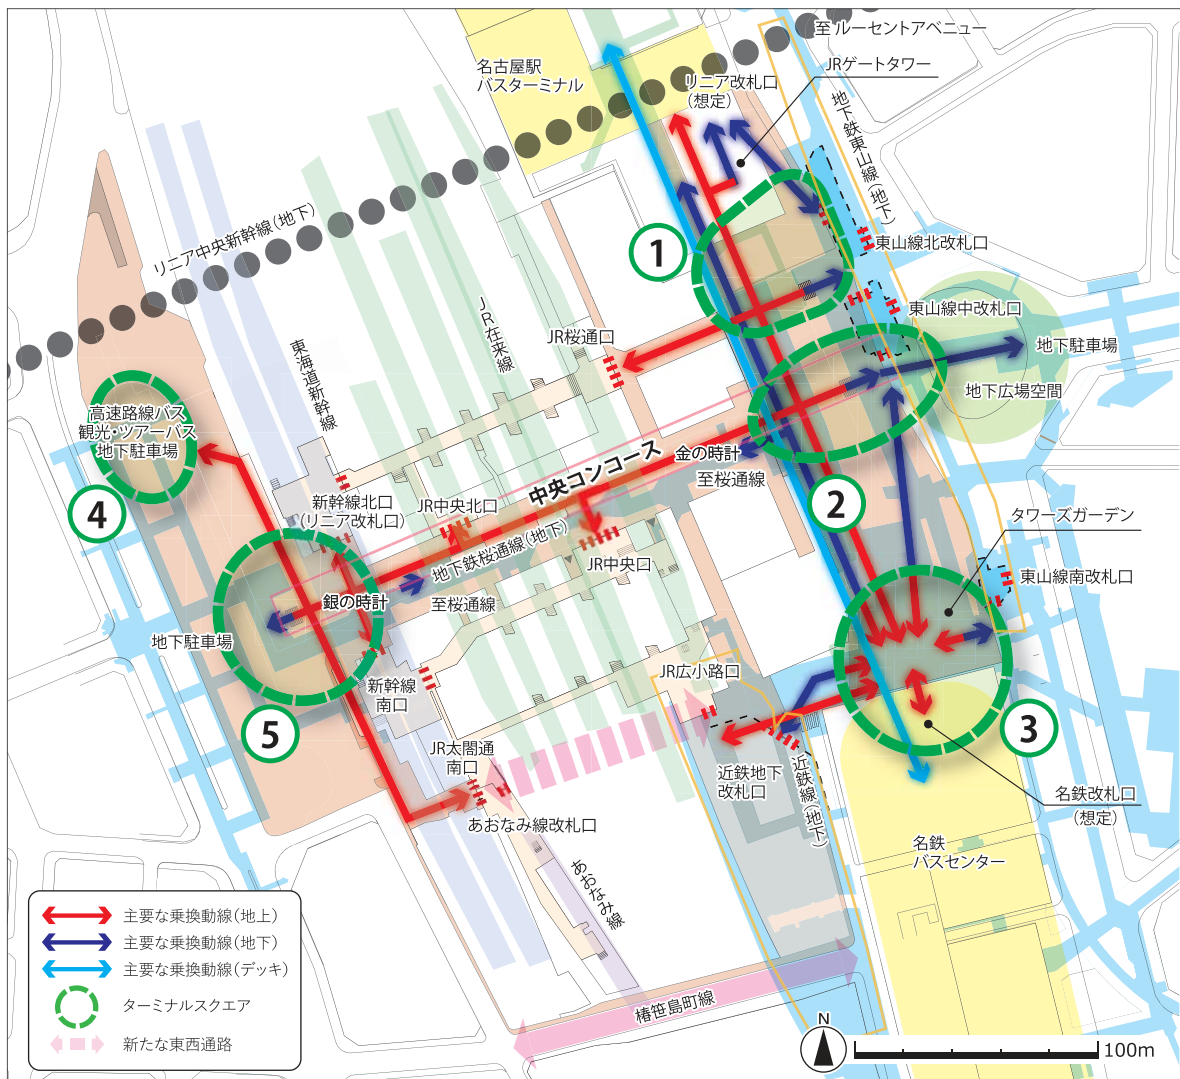 至 ルーセントアベニュー
名古屋駅
バスターミナル
リニア改札口
(想定)
JRゲートタワー
地下鉄東山線(地下)
リニア中央新幹線(地下)
1
東山線北改札口
東山線中改札口
JR在来線
東海道新幹線
JR桜通口
地下駐車場
地下広場空間
高速路線バス
観光・ツアーバス
地下駐車場
4
新幹線北口
(リニア改札口)
JR中央北口
中央コンコース
金の時計
至桜通線
2
タワーズガーデン
地下鉄桜通線(地下)
JR中央口
東山線南改札口
銀の時計
至桜通線
地下駐車場
新幹線
南口
JR広小路口
5
3
JR太閤通
南口
近鉄地下
改札口
近鉄線(地下)
名鉄改札口
(想定)
あおなみ線改札口
名鉄
バスセンター
あおなみ線
椿笹島町線
主要な乗換動線(地上)
主要な乗換動線(地下)
主要な乗換動線(デッキ)
ターミナルスクエア
新たな東西通路
N
100m